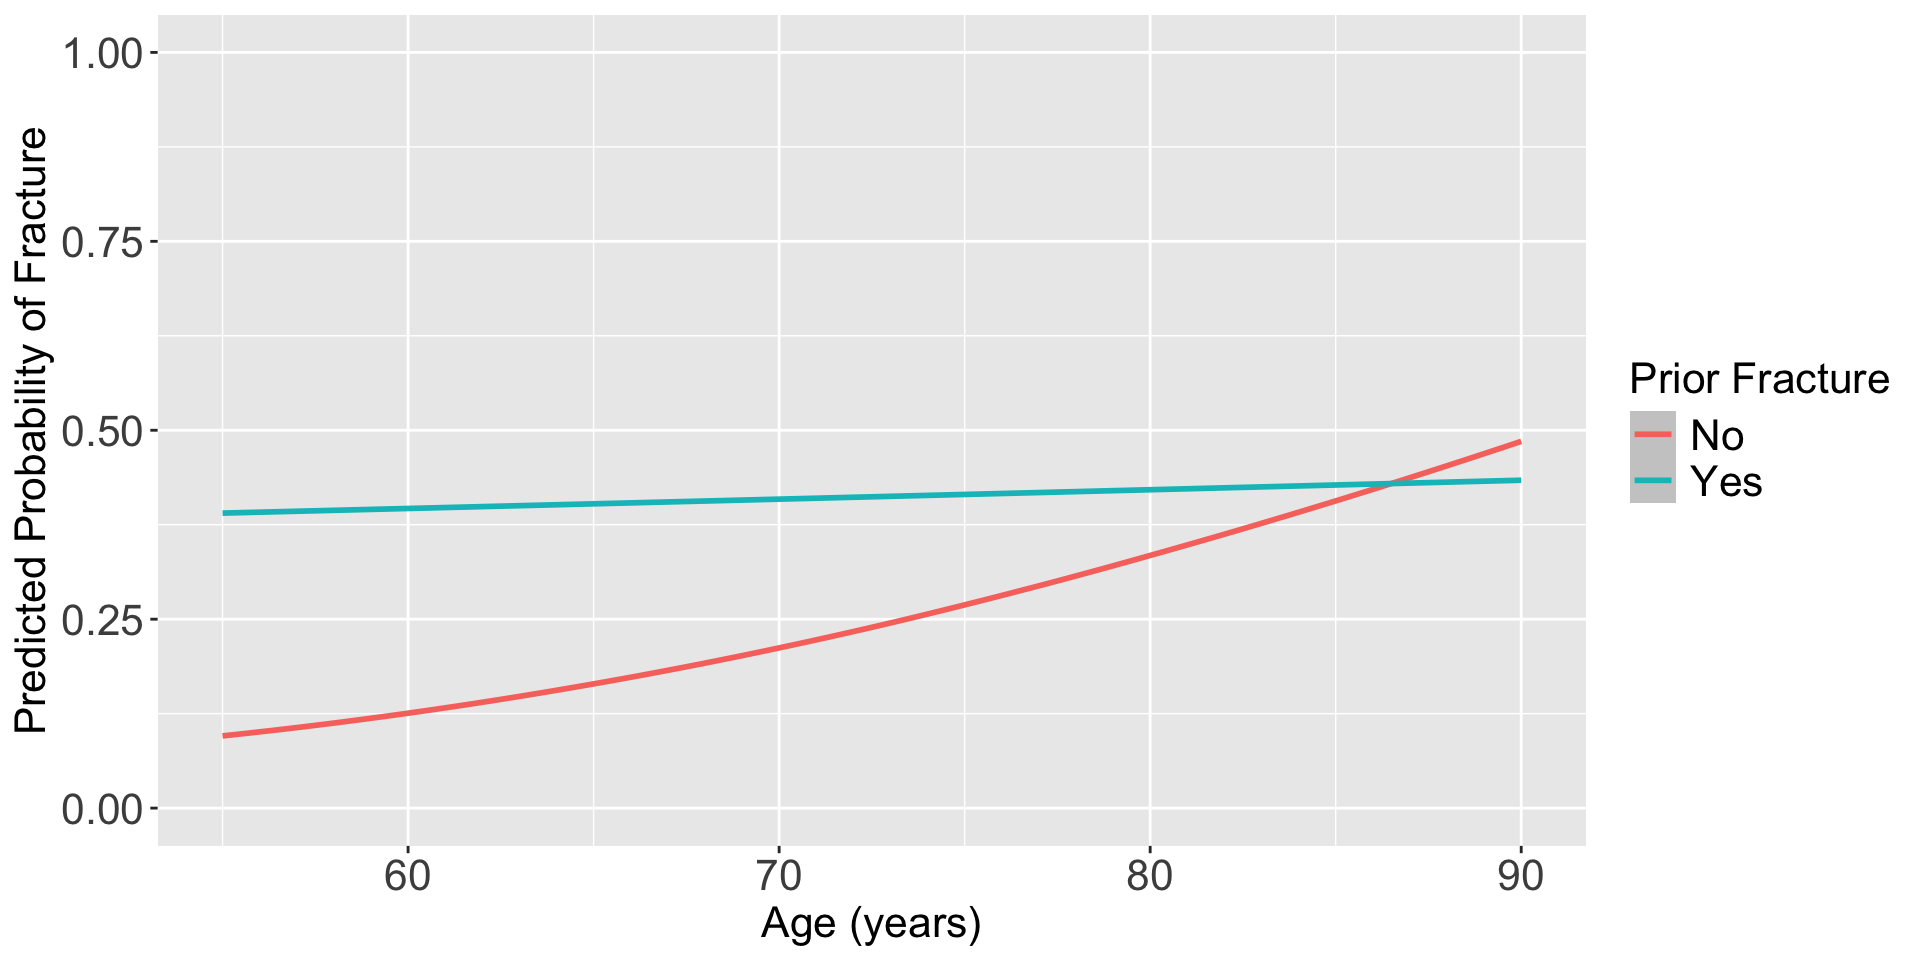 Predicted Probability of Fracture
1.00
0.75
0.50
0.25
0.00
60 70 80 90
Age (years)
Prior Fracture
No
Yes